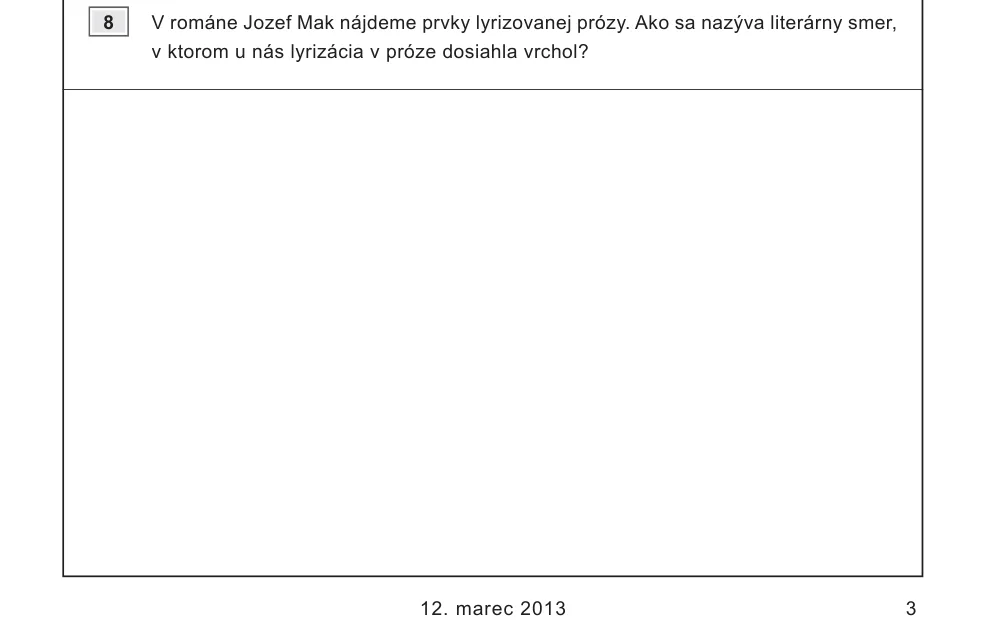 8 V románe Jozef Mak nájdeme prvky lyrizovanej prózy. Ako sa nazýva literárny smer,
v ktorom u nás lyrizácia v próze dosiahla vrchol?
12. marec 2013 3